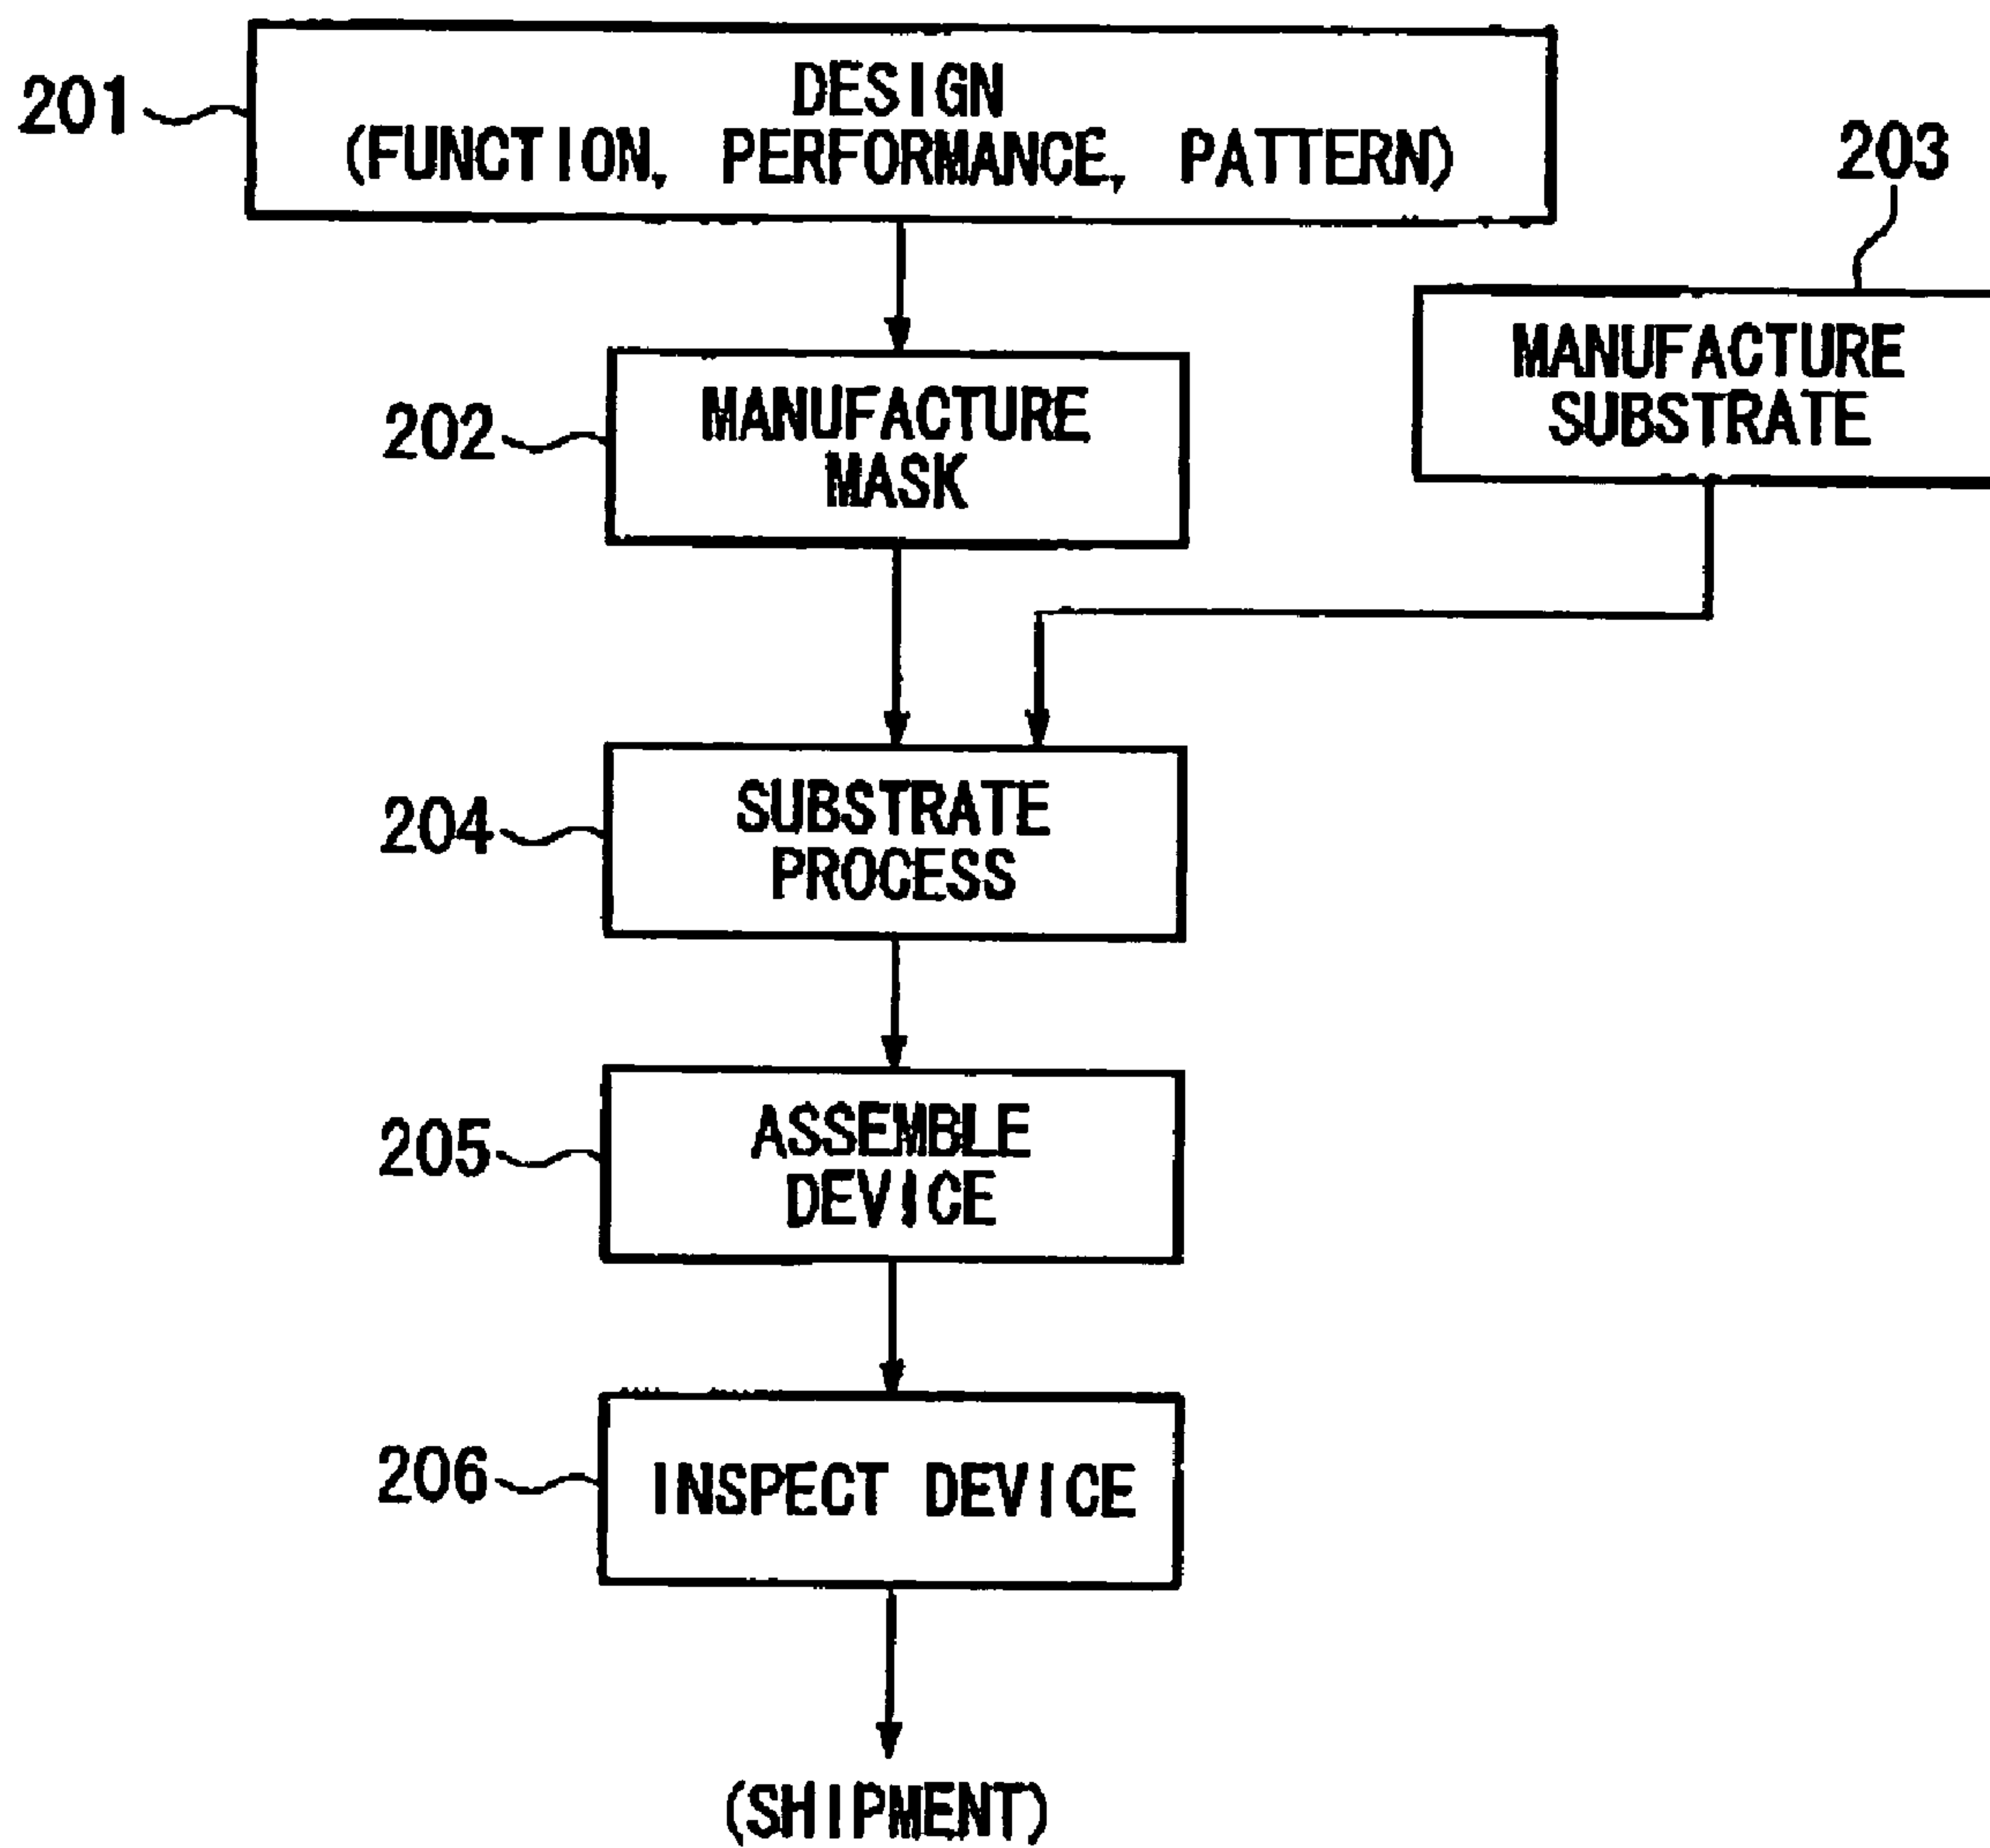 201
DESIGN
(FUNCTION, PERFORMANCE, PATTERN)
203
MANUFACTURE
SUBSTRATE
202
MANUFACTURE
MASK
204
SUBSTRATE
PROCESS
205
ASSEMBLE
DEVICE
206
INSPECT DEVICE
(SHIPMENT)